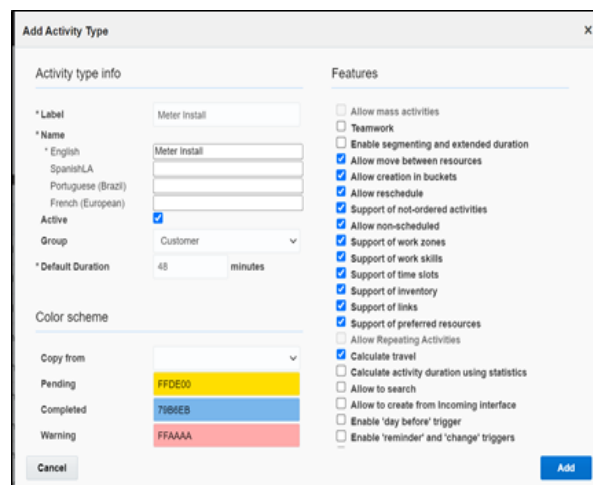 Add Activity Type
×
Activity type info
* Label
Meter Install
* Name
* English
Meter Install
SpanishLA
Portuguese (Brazil)
French (European)
Active
Group
Customer
* Default Duration
48
minutes
Color scheme
Copy from
Pending
FFDE00
Completed
79B6EB
Warning
FFAAAA
Features
Allow mass activities
Teamwork
Enable segmenting and extended duration
Allow move between resources
Allow creation in buckets
Allow reschedule
Support of not-ordered activities
Allow non-scheduled
Support of work zones
Support of work skills
Support of time slots
Support of inventory
Support of links
Support of preferred resources
Allow Repeating Activities
Calculate travel
Calculate activity duration using statistics
Allow to search
Allow to create from Incoming interface
Enable 'day before' trigger
Enable 'reminder' and 'change' triggers
Cancel
Add